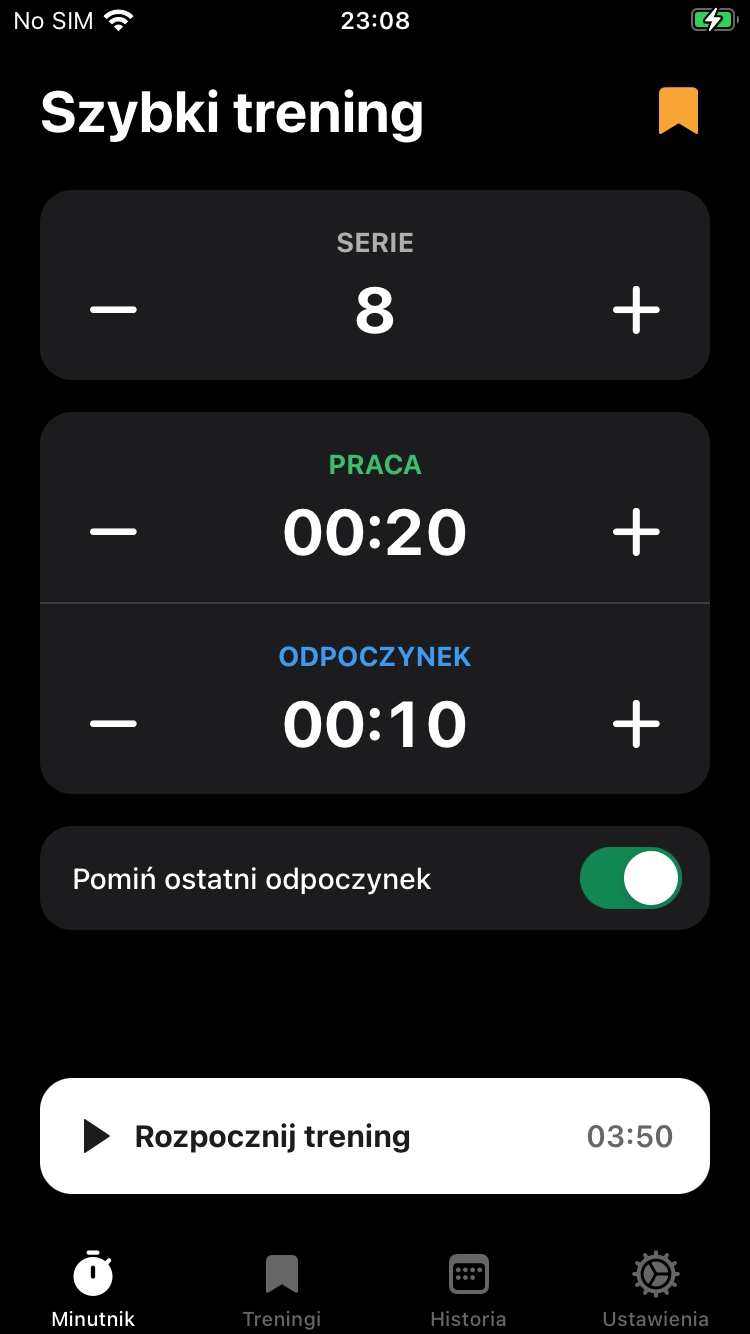 No SIM 23:08
Szybki trening
SERIE
8
PRACA
00:20
ODPOCZYNEK
00:10
Pomiń ostatni odpoczynek
Rozpocznij trening 03:50
Minutnik Treningi Historia Ustawienia